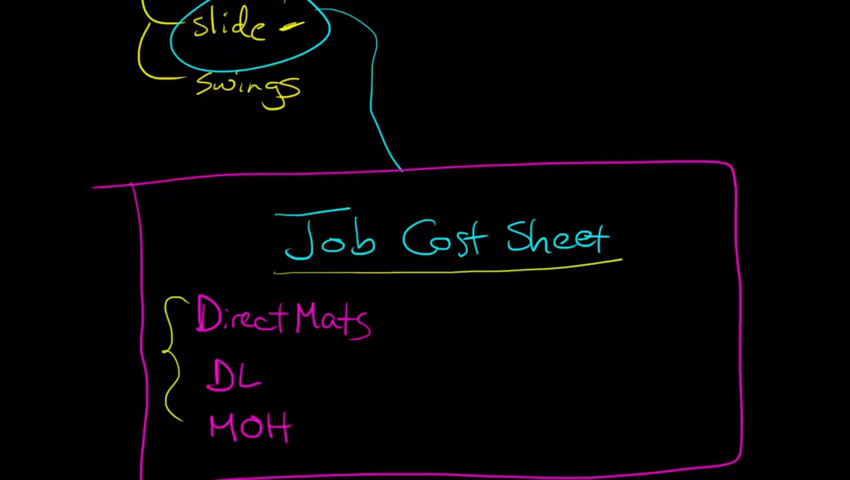 slide -
swings
Job Cost Sheet
Direct Mats
DL
MOH